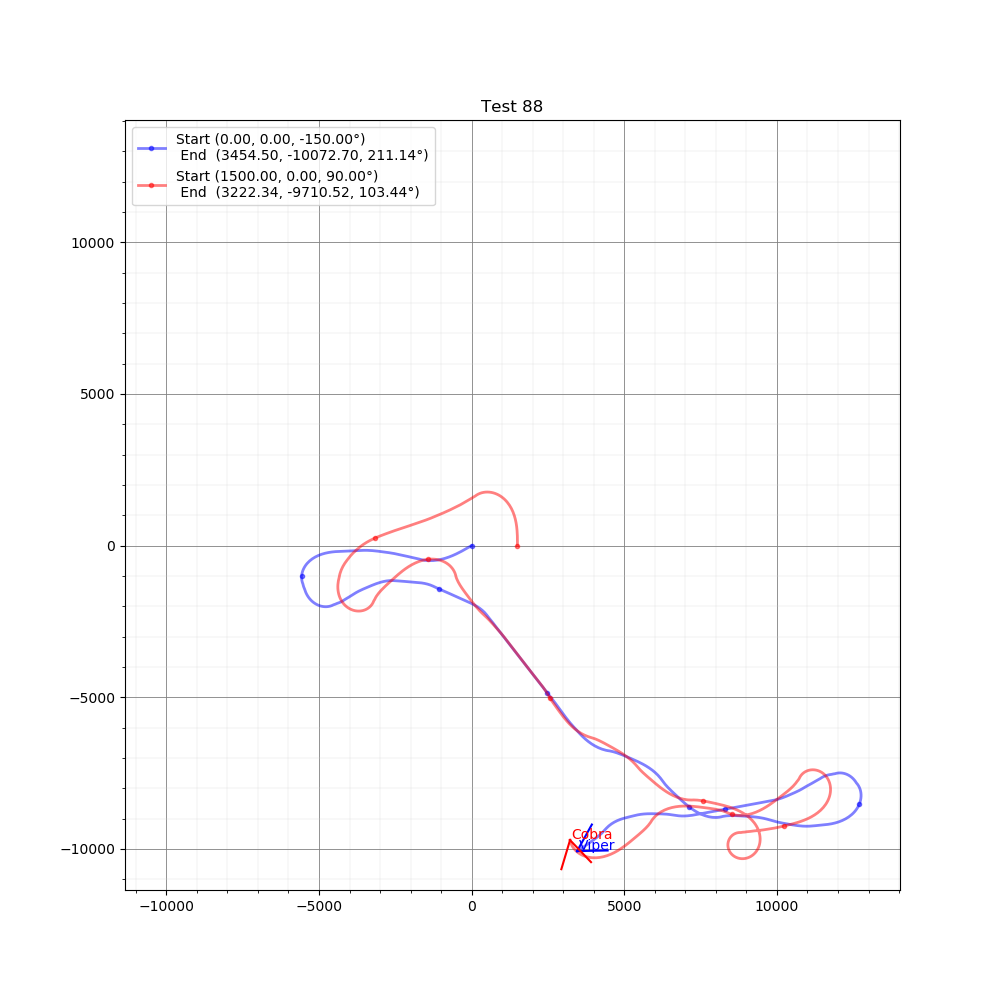 Test 88
Start (0.00, 0.00, -150.00°)
End (3454.50, -10072.70, 211.14°)
Start (1500.00, 0.00, 90.00°)
End (3222.34, -9710.52, 103.44°)
10000
5000
0
−5000
−10000
Cobra
Viper
−10000 −5000 0 5000 10000